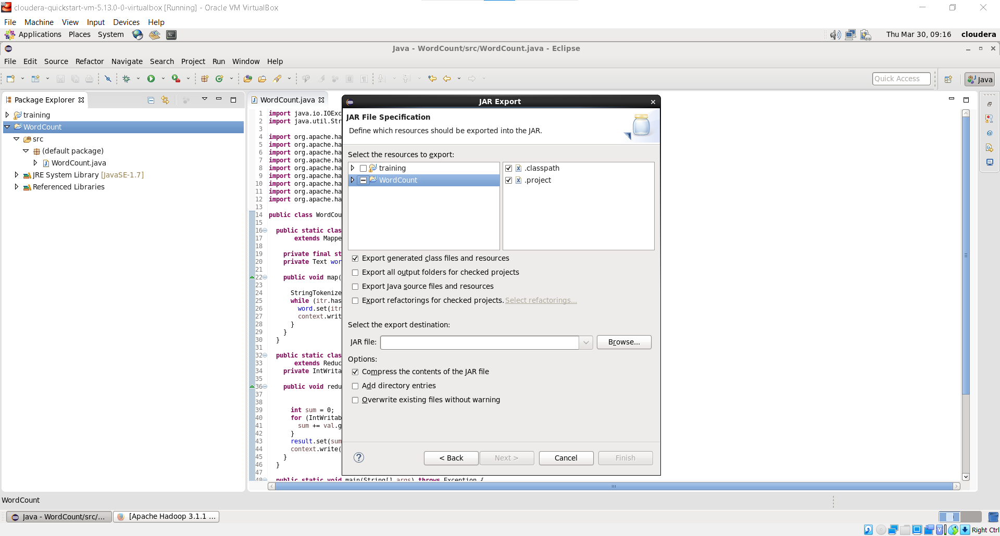 cloudera-quickstart-vm-5.13.0-0-virtualbox [Running] - Oracle VM VirtualBox
File Machine View Input Devices Help
Applications Places System Thu Mar 30, 09:16 cloudera
Java - WordCount/src/WordCount.java - Eclipse
File Edit Source Refactor Navigate Search Project Run Window Help
Quick Access Java
Package Explorer
training
WordCount
src
(default package)
WordCount.java
JRE System Library [JavaSE-1.7]
Referenced Libraries
WordCount.java
1 import java.io.IOExc
2 import java.util.Str
3
4 import org.apache.ha
5 import org.apache.ha
6 import org.apache.ha
7 import org.apache.ha
8 import org.apache.ha
9 import org.apache.ha
10 import org.apache.ha
11 import org.apache.ha
12 import org.apache.ha
13
14 public class WordCou
15
16 public static clas
17 extends Mappe
18
19 private final st
20 private Text wor
21
22 public void map(
23
24 StringTokenize
25 while (itr.has
26 word.set(itr
27 context.writ
28 }
29 }
30 }
31
32 public static clas
33 extends Reduc
34 private IntWrita
35
36 public void redu
37
38
39 int sum = 0;
40 for (IntWritab
41 sum += val.g
42 }
43 result.set(sum
44 context.write(
45 }
46 }
47
48 public static void main(String[] args) throws Exception {
JAR Export
JAR File Specification
Define which resources should be exported into the JAR.
Select the resources to export:
training
WordCount
.classpath
.project
Export generated class files and resources
Export all output folders for checked projects
Export Java source files and resources
Export refactorings for checked projects. Select refactorings...
Select the export destination:
JAR file: Browse...
Options:
Compress the contents of the JAR file
Add directory entries
Overwrite existing files without warning
< Back Next > Cancel Finish
WordCount
Java - WordCount/src/... [Apache Hadoop 3.1.1 ...
Right Ctrl